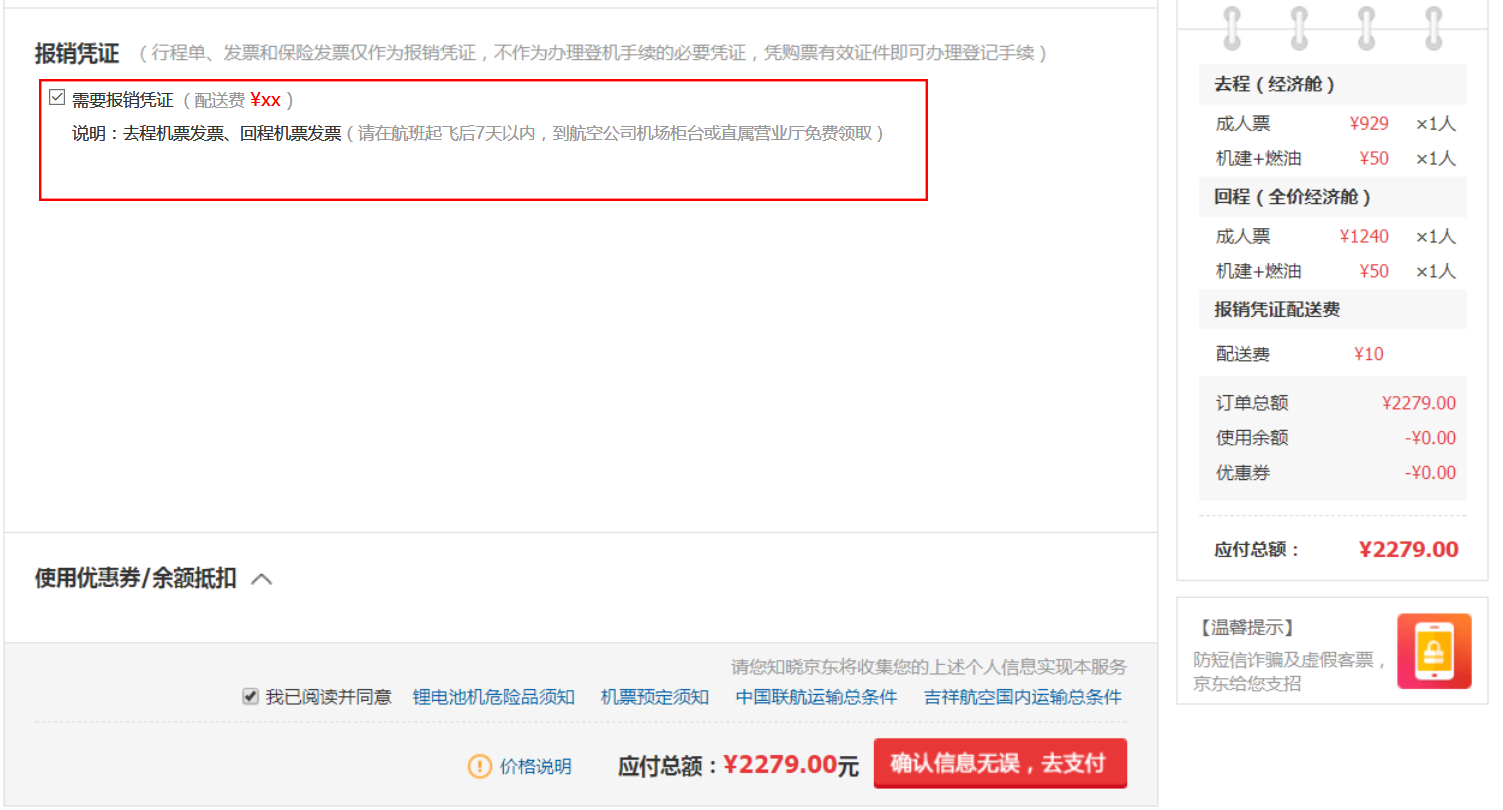 报销凭证 （行程单、发票和保险发票仅作为报销凭证，不作为办理登机手续的必要凭证，凭购票有效证件即可办理登记手续）
需要报销凭证（配送费 ¥xx）
说明：去程机票发票、回程机票发票（请在航班起飞后7天以内，到航空公司机场柜台或直属营业厅免费领取）
使用优惠券/余额抵扣
请您知晓京东将收集您的上述个人信息实现本服务
我已阅读并同意 锂电池机危险品须知 机票预定须知 中国联航运输总条件 吉祥航空国内运输总条件
价格说明 应付总额：¥2279.00元 确认信息无误，去支付
去程（经济舱）
成人票 ¥929 ×1人
机建+燃油 ¥50 ×1人
回程（全价经济舱）
成人票 ¥1240 ×1人
机建+燃油 ¥50 ×1人
报销凭证配送费
配送费 ¥10
订单总额 ¥2279.00
使用余额 -¥0.00
优惠券 -¥0.00
应付总额： ¥2279.00
【温馨提示】
防短信诈骗及虚假客票，
京东给您支招